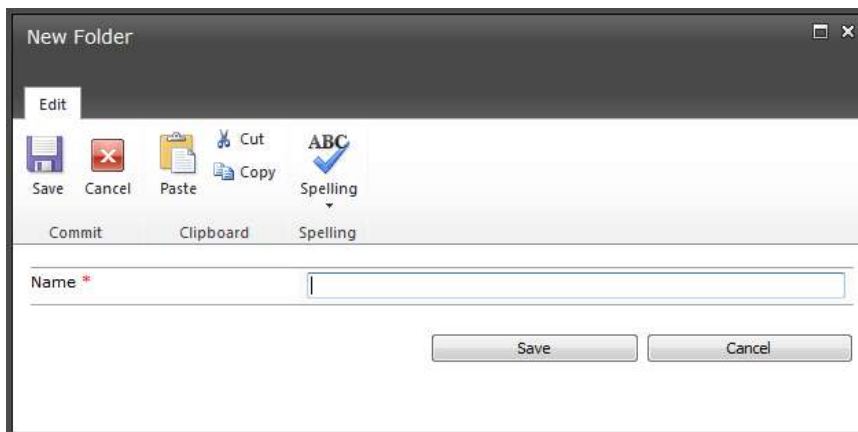 New Folder
Edit
Save Cancel Paste Cut Copy ABC Spelling
Commit Clipboard Spelling
Name *
Save Cancel